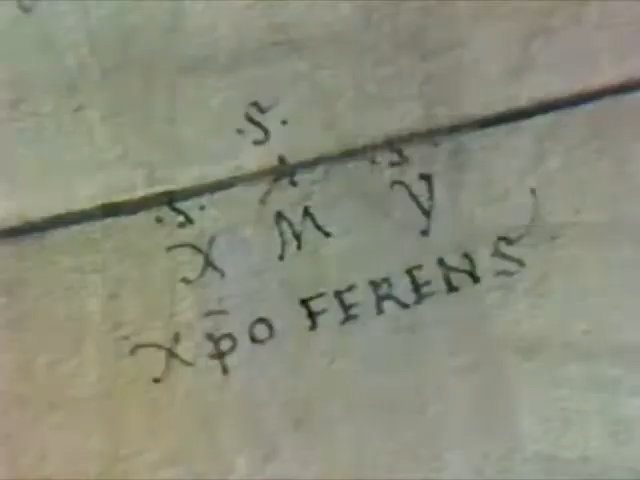 .S.
.S. A .S.
X M Y
Xp̄o FERENS